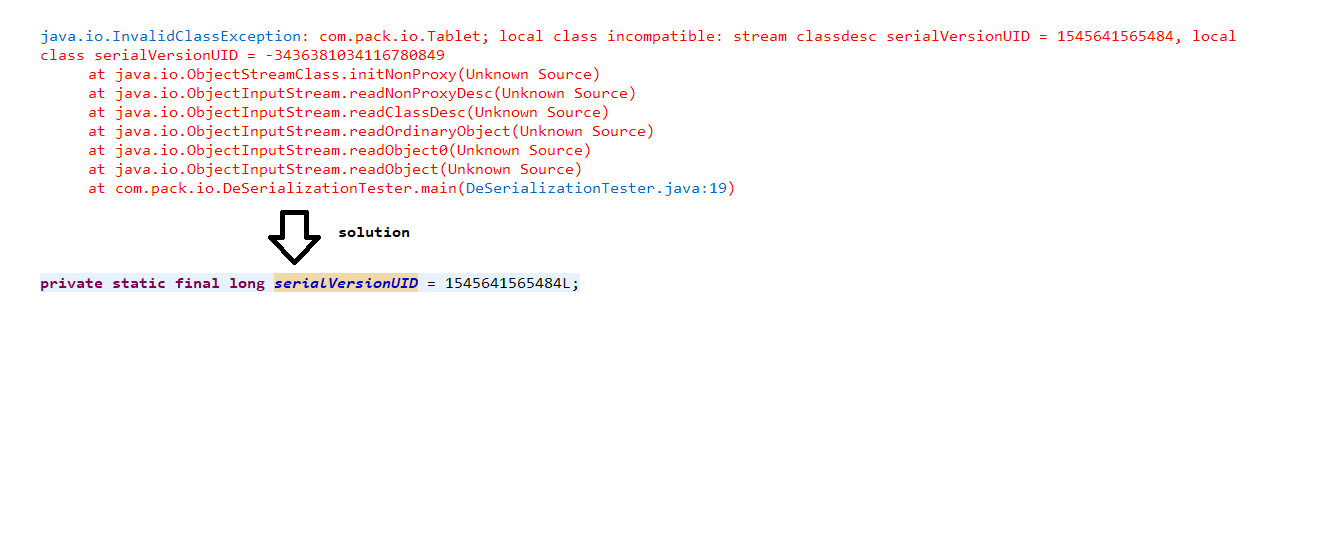 java.io.InvalidClassException: com.pack.io.Tablet; local class incompatible: stream classdesc serialVersionUID = 1545641565484, local
class serialVersionUID = -3436381034116780849
at java.io.ObjectStreamClass.initNonProxy(Unknown Source)
at java.io.ObjectInputStream.readNonProxyDesc(Unknown Source)
at java.io.ObjectInputStream.readClassDesc(Unknown Source)
at java.io.ObjectInputStream.readOrdinaryObject(Unknown Source)
at java.io.ObjectInputStream.readObject0(Unknown Source)
at java.io.ObjectInputStream.readObject(Unknown Source)
at com.pack.io.DeSerializationTester.main(DeSerializationTester.java:19)
solution
private static final long serialVersionUID = 1545641565484L;